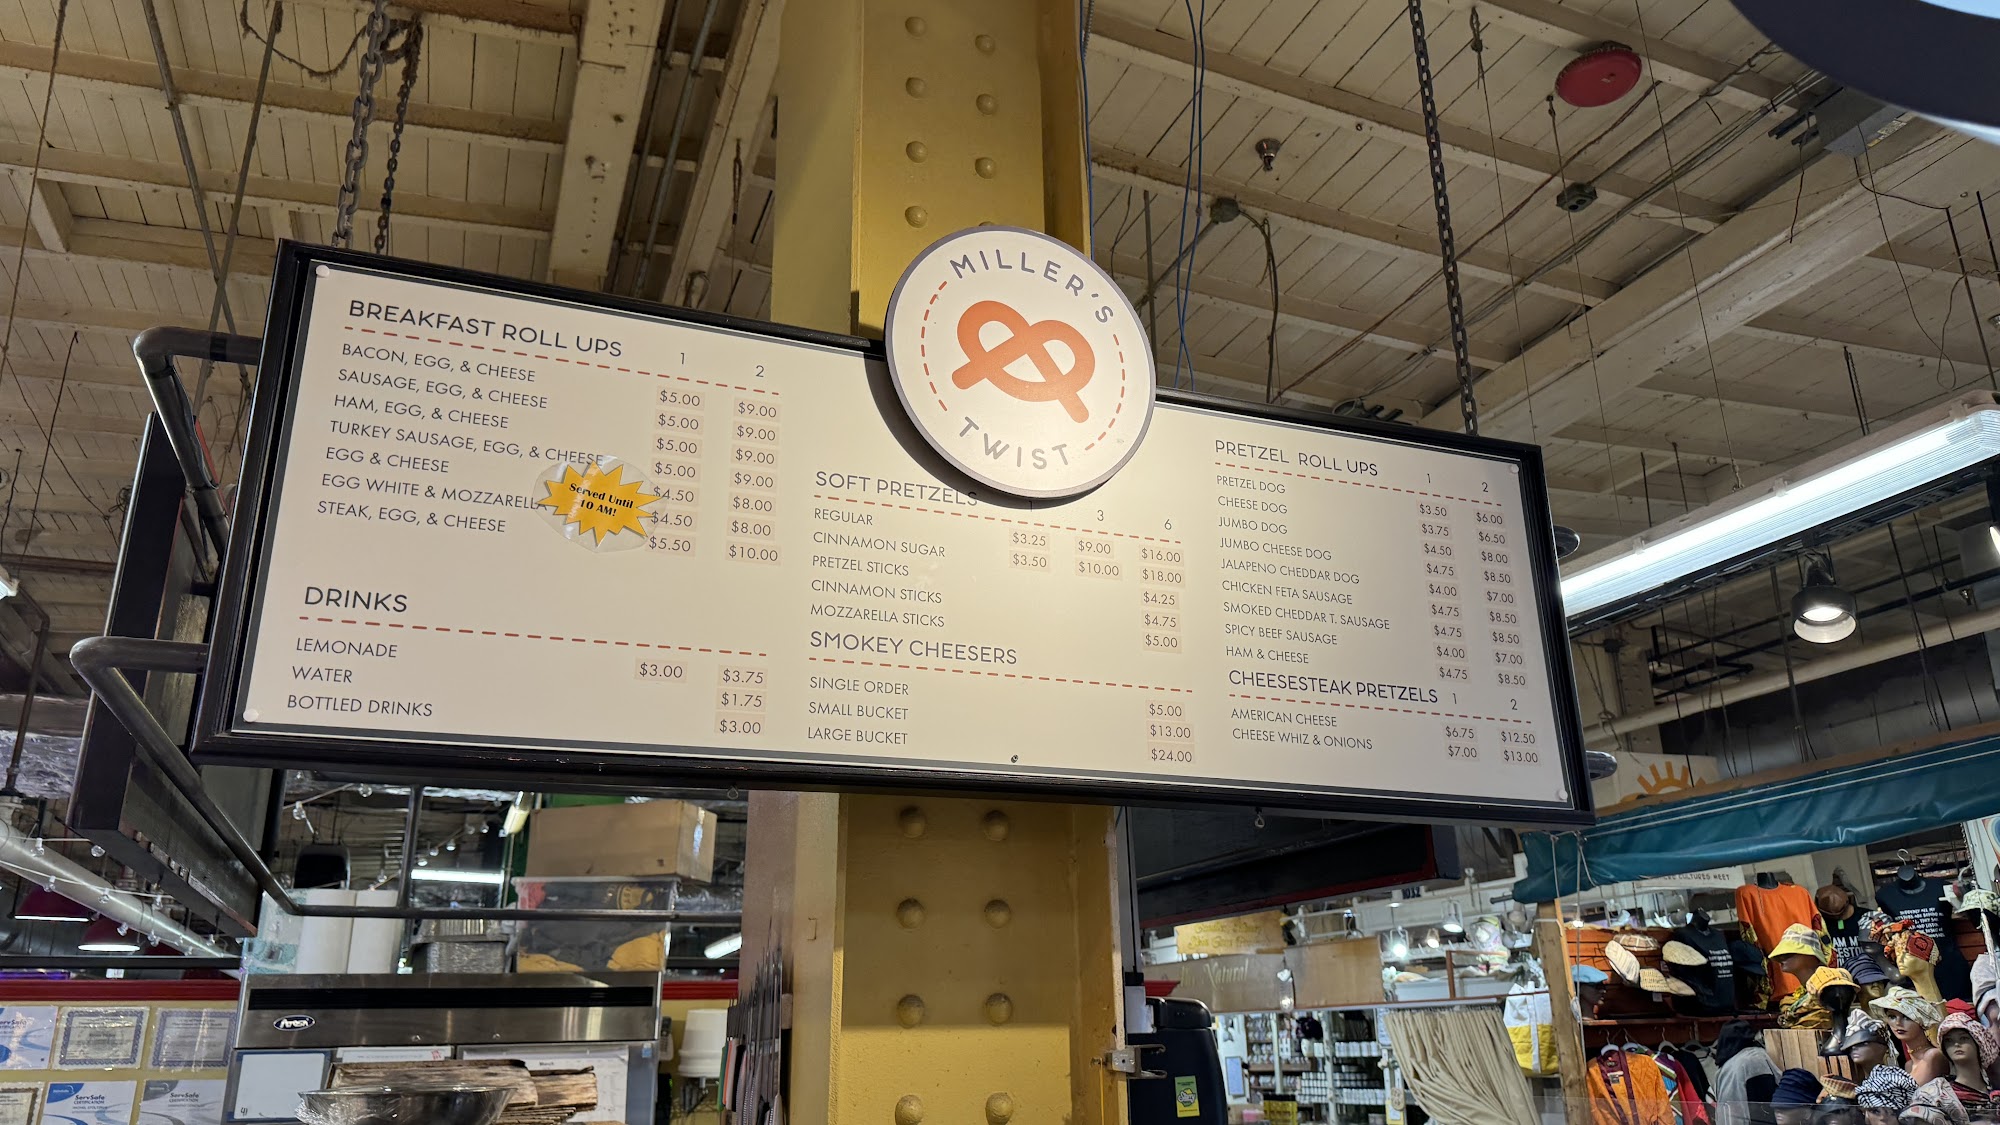 MILLER'S
TWIST
BREAKFAST ROLL UPS 1 2
BACON, EGG, & CHEESE $5.00 $9.00
SAUSAGE, EGG, & CHEESE $5.00 $9.00
HAM, EGG, & CHEESE $5.00 $9.00
TURKEY SAUSAGE, EGG, & CHEESE $5.00 $9.00
EGG & CHEESE $4.50 $8.00
EGG WHITE & MOZZARELLA $4.50 $8.00
STEAK, EGG, & CHEESE $5.50 $10.00
Served Until
10 AM!
DRINKS
LEMONADE $3.00 $3.75
WATER $1.75
BOTTLED DRINKS $3.00
SOFT PRETZELS 1 3 6
REGULAR $3.25 $9.00 $16.00
CINNAMON SUGAR $3.50 $10.00 $18.00
PRETZEL STICKS $4.25
CINNAMON STICKS $4.75
MOZZARELLA STICKS $5.00
SMOKEY CHEESERS
SINGLE ORDER $5.00
SMALL BUCKET $13.00
LARGE BUCKET $24.00
PRETZEL ROLL UPS 1 2
PRETZEL DOG $3.50 $6.00
CHEESE DOG $3.75 $6.50
JUMBO DOG $4.50 $8.00
JUMBO CHEESE DOG $4.75 $8.50
JALAPENO CHEDDAR DOG $4.00 $7.00
CHICKEN FETA SAUSAGE $4.75 $8.50
SMOKED CHEDDAR T. SAUSAGE $4.75 $8.50
SPICY BEEF SAUSAGE $4.00 $7.00
HAM & CHEESE $4.75 $8.50
CHEESESTEAK PRETZELS 1 2
AMERICAN CHEESE $6.75 $12.50
CHEESE WHIZ & ONIONS $7.00 $13.00
ServSafe
ServSafe
CERTIFICATION
ServSafe
CERTIFICATION
March
Natural